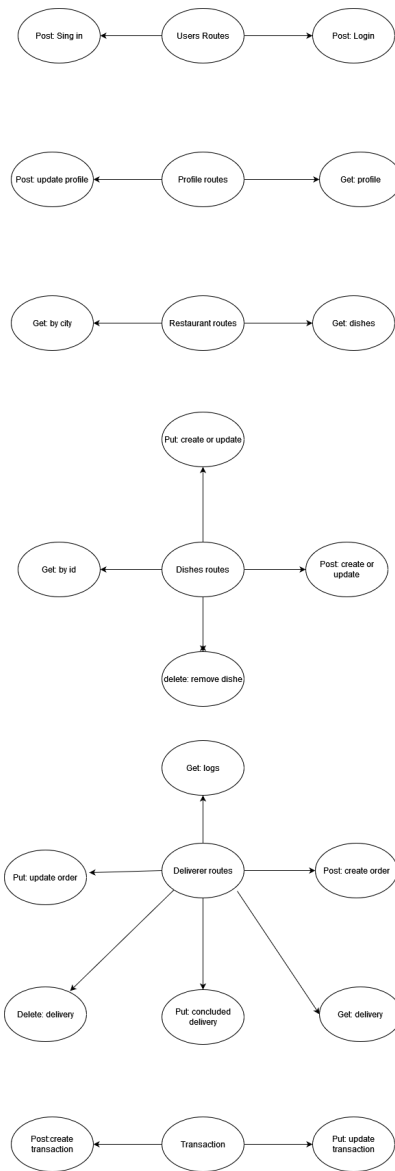 Post: Sing in
Users Routes
Post: Login
Post: update profile
Profile routes
Get: profile
Get: by city
Restaurant routes
Get: dishes
Put: create or update
Get: by id
Dishes routes
Post: create or
update
delete: remove dishe
Get: logs
Put: update order
Deliverer routes
Post: create order
Delete: delivery
Put: concluded
delivery
Get: delivery
Post:create
transaction
Transaction
Put: update
transaction